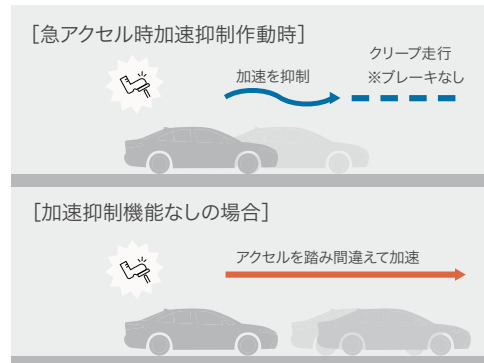 ［急アクセル時加速抑制作動時］
クリープ走行
加速を抑制
※ブレーキなし
［加速抑制機能なしの場合］
アクセルを踏み間違えて加速